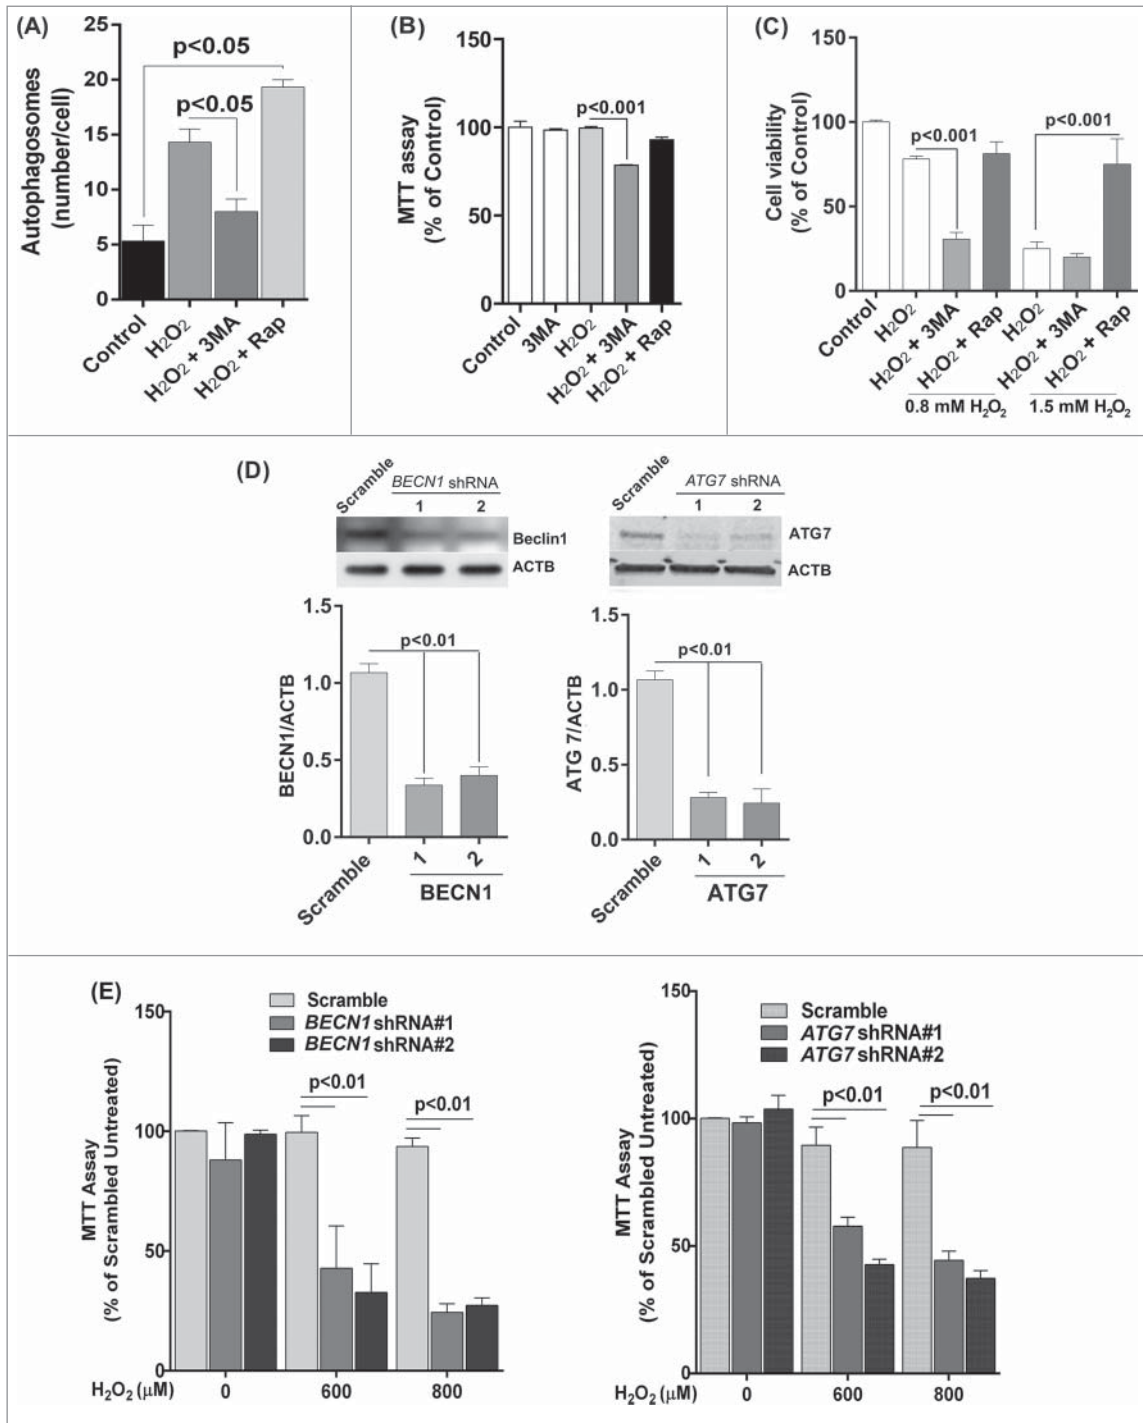 (A)
Autophagosomes
(number/cell)
25
20
15
10
5
0
p<0.05
p<0.05
Control
H2O2
H2O2 + 3MA
H2O2 + Rap
(B)
MTT assay
(% of Control)
150
100
50
0
p<0.001
Control
3MA
H2O2
H2O2 + 3MA
H2O2 + Rap
(C)
Cell viability
(% of Control)
150
100
50
0
p<0.001
p<0.001
Control
H2O2
H2O2 + 3MA
H2O2 + Rap
H2O2
H2O2 + 3MA
H2O2 + Rap
0.8 mM H2O2
1.5 mM H2O2
(D)
Scramble
BECN1 shRNA
1 2
Beclin1
ACTB
BECN1/ACTB
1.5
1.0
0.5
0.0
p<0.01
Scramble
1
2
BECN1
Scramble
ATG7 shRNA
1 2
ATG7
ACTB
ATG 7/ACTB
1.5
1.0
0.5
0.0
p<0.01
Scramble
1
2
ATG7
(E)
Scramble
BECN1 shRNA#1
BECN1 shRNA#2
MTT Assay
(% of Scrambled Untreated)
150
100
50
0
p<0.01
p<0.01
H2O2 (µM) 0 600 800
Scramble
ATG7 shRNA#1
ATG7 shRNA#2
MTT Assay
(% of Scrambled Untreated)
150
100
50
0
p<0.01
p<0.01
H2O2 (µM) 0 600 800